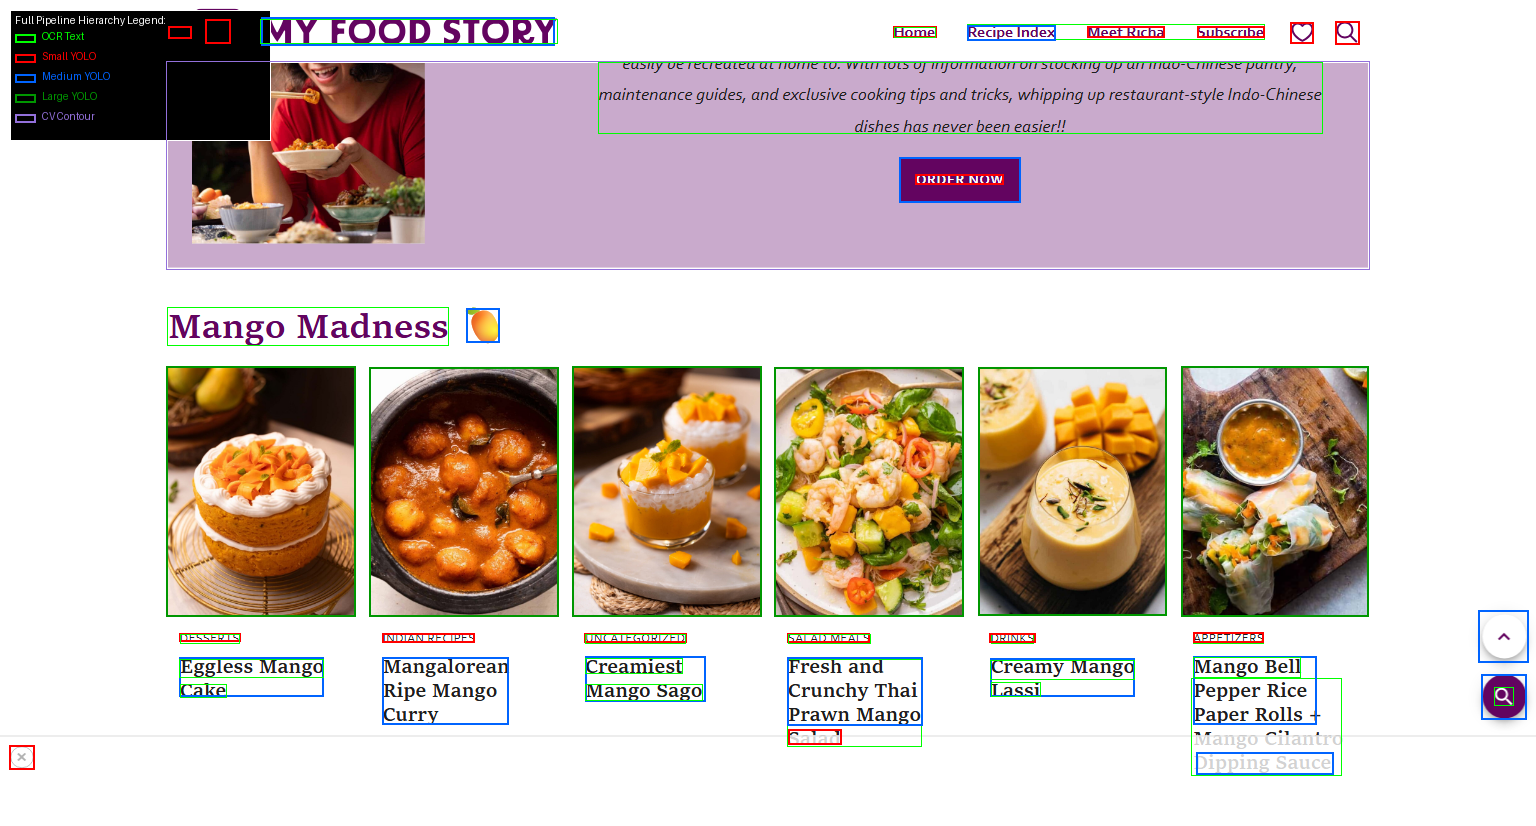 Full Pipeline Hierarchy Legend:
OCR Text
Small YOLO
Medium YOLO
Large YOLO
CV Contour
MY FOOD STORY
Home
Recipe Index
Meet Richa
Subscribe
easily be recreated at home to. With lots of information on stocking up an Indo-Chinese pantry,
maintenance guides, and exclusive cooking tips and tricks, whipping up restaurant-style Indo-Chinese
dishes has never been easier!!
ORDER NOW
Mango Madness
DESSERTS
Eggless Mango
Cake
INDIAN RECIPES
Mangalorean
Ripe Mango
Curry
UNCATEGORIZED
Creamiest
Mango Sago
SALAD MEALS
Fresh and
Crunchy Thai
Prawn Mango
Salad
DRINKS
Creamy Mango
Lassi
APPETIZERS
Mango Bell
Pepper Rice
Paper Rolls +
Mango Cilantro
Dipping Sauce